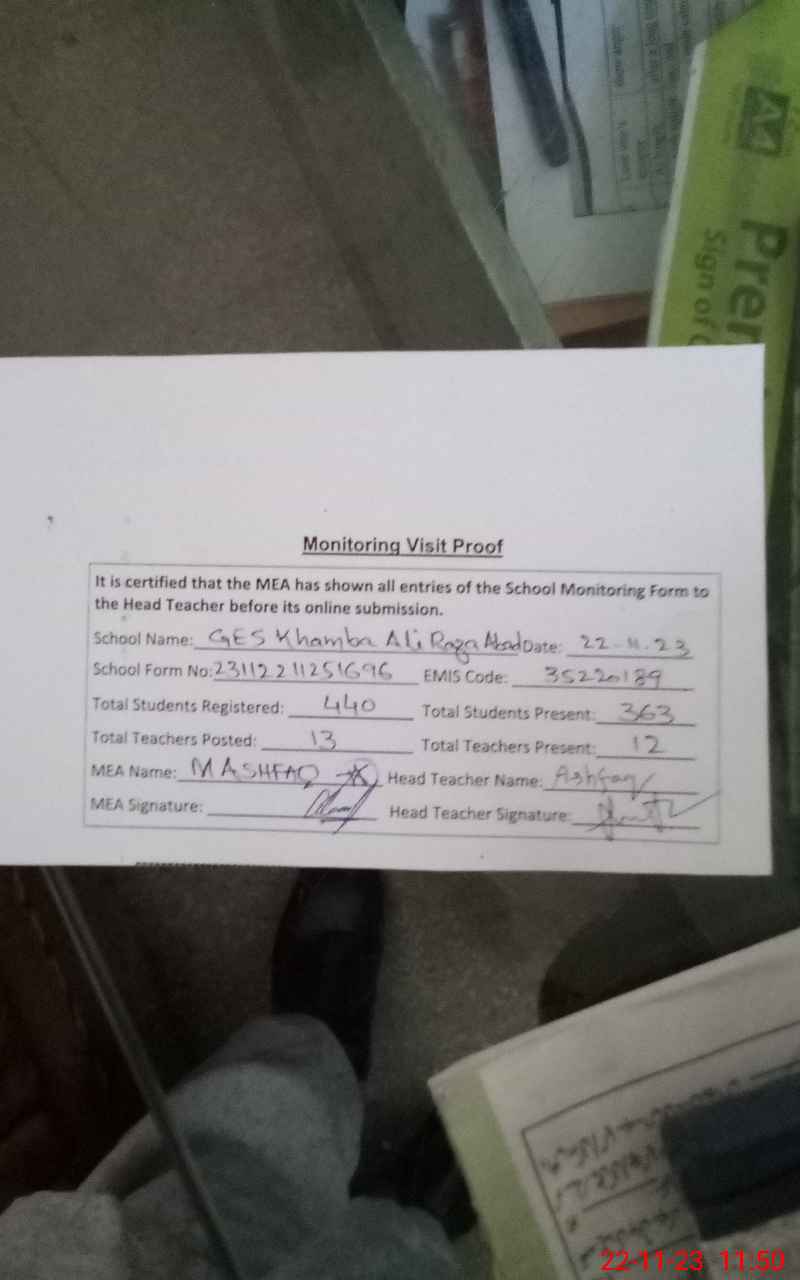 Monitoring Visit Proof
It is certified that the MEA has shown all entries of the School Monitoring Form to
the Head Teacher before its online submission.
School Name: GES Khamba Ali Raza Abad Date: 22-11-23
School Form No: 23112211251696 EMIS Code: 35220189
Total Students Registered: 440 Total Students Present: 363
Total Teachers Posted: 13 Total Teachers Present: 12
MEA Name: M ASHFAQ Head Teacher Name: Ashfaq
MEA Signature: Head Teacher Signature:
Sign of
22-11-23 11:50